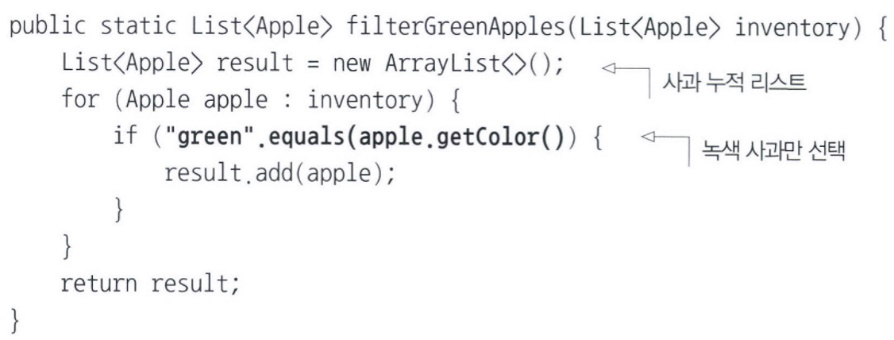 public static List<Apple> filterGreenApples(List<Apple> inventory) {
List<Apple> result = new ArrayList<>();
사과 누적 리스트
for (Apple apple : inventory) {
if ("green".equals(apple.getColor()) {
녹색 사과만 선택
result.add(apple);
}
}
return result;
}